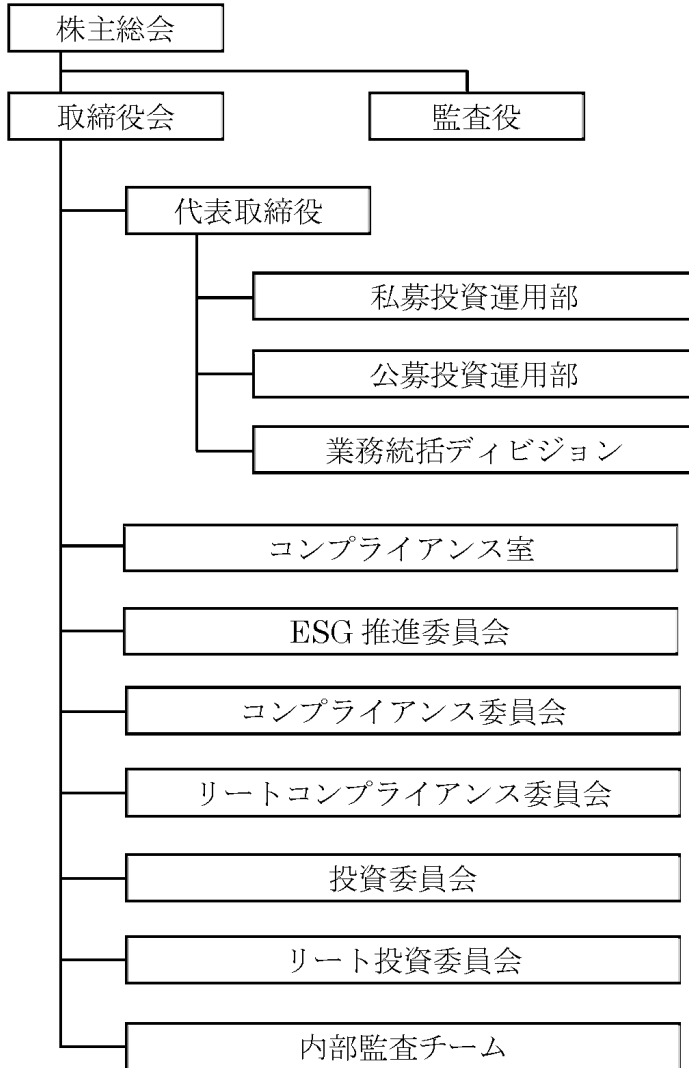 株主総会
取締役会
監査役
代表取締役
私募投資運用部
公募投資運用部
業務統括ディビジョン
コンプライアンス室
ESG 推進委員会
コンプライアンス委員会
リートコンプライアンス委員会
投資委員会
リート投資委員会
内部監査チーム